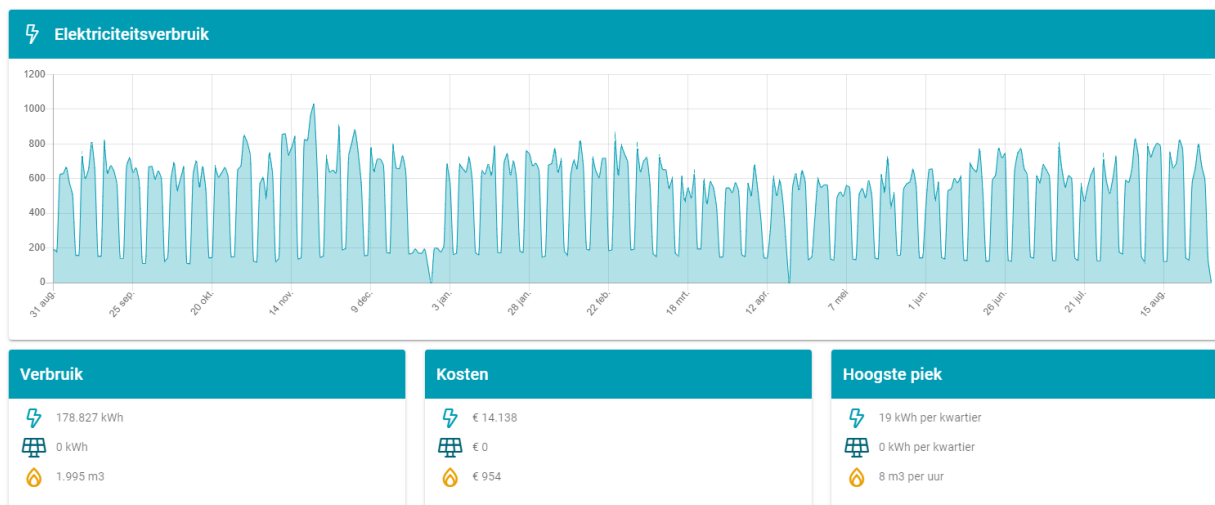 Elektriciteitsverbruik
1200
1000
800
600
400
200
0
31 aug.
25 sep.
20 okt.
14 nov.
9 dec.
3 jan.
28 jan.
22 feb.
18 mrt.
12 apr.
7 mei
1 jun.
26 jun.
21 jul.
15 aug.
Verbruik
178.827 kWh
0 kWh
1.995 m3
Kosten
€ 14.138
€ 0
€ 954
Hoogste piek
19 kWh per kwartier
0 kWh per kwartier
8 m3 per uur